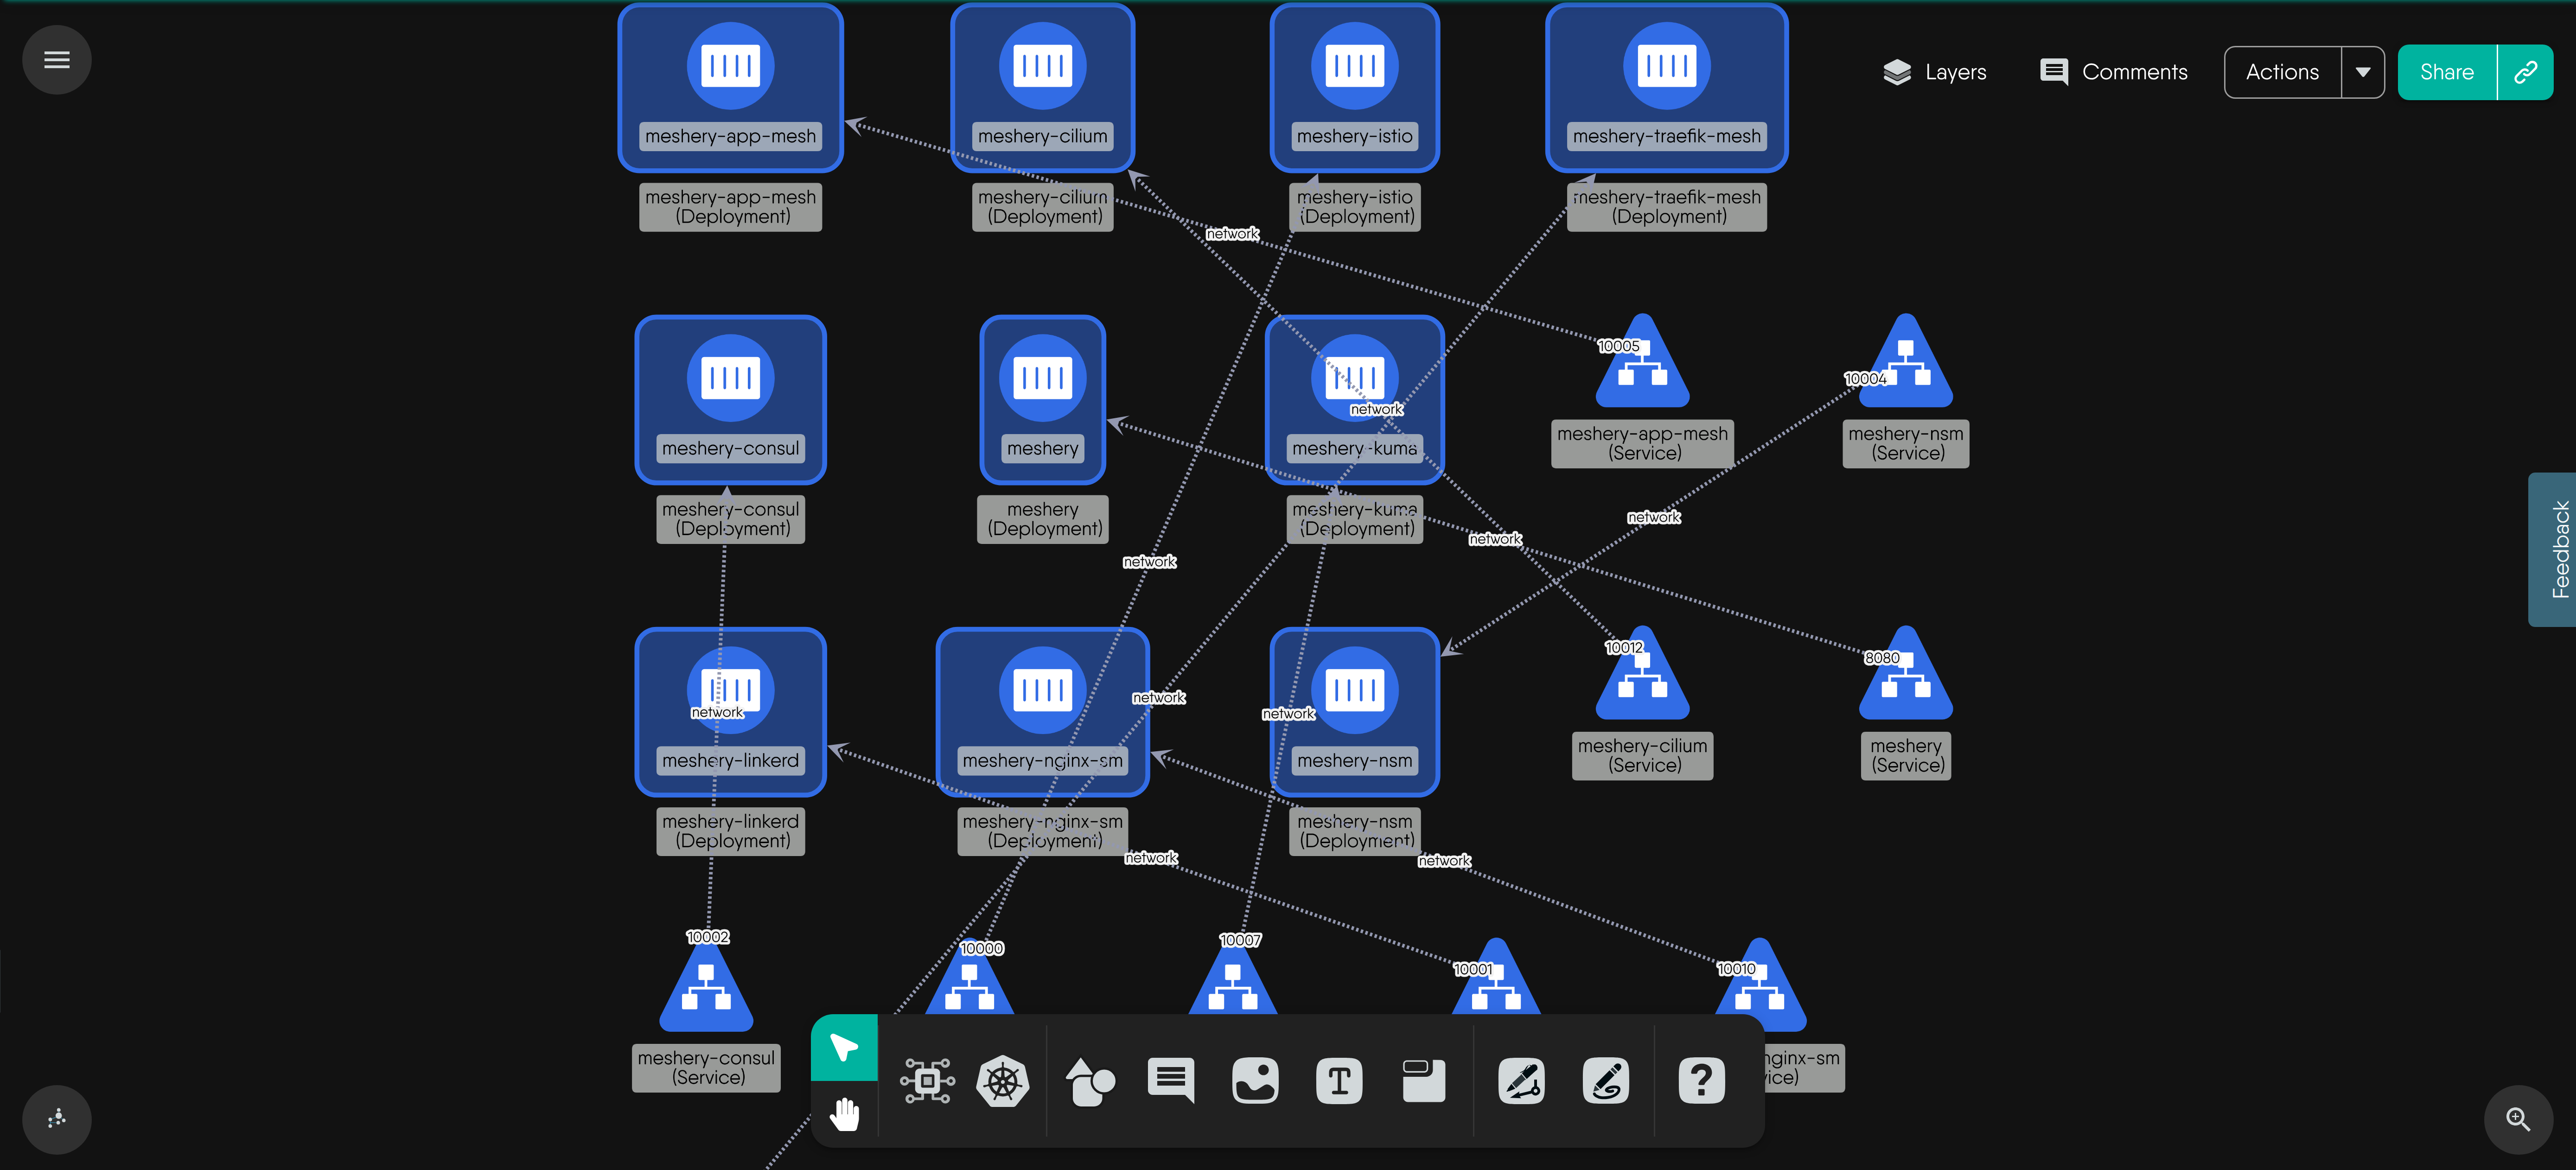 Layers
Comments
Actions
Share
meshery-app-mesh
meshery-cilium
meshery-istio
meshery-traefik-mesh
meshery-app-mesh
(Deployment)
meshery-cilium
(Deployment)
meshery-istio
(Deployment)
meshery-traefik-mesh
(Deployment)
network
10005
10004
network
meshery-consul
meshery
meshery-kuma
meshery-app-mesh
(Service)
meshery-nsm
(Service)
meshery-consul
(Deployment)
meshery
(Deployment)
meshery-kuma
(Deployment)
network
network
network
Feedback
10012
8080
network
network
network
meshery-linkerd
meshery-nginx-sm
meshery-nsm
meshery-cilium
(Service)
meshery
(Service)
meshery-linkerd
(Deployment)
meshery-nginx-sm
(Deployment)
meshery-nsm
(Deployment)
network
network
10002
10000
10007
10001
10010
meshery-consul
(Service)
nginx-sm
vice)
T
?